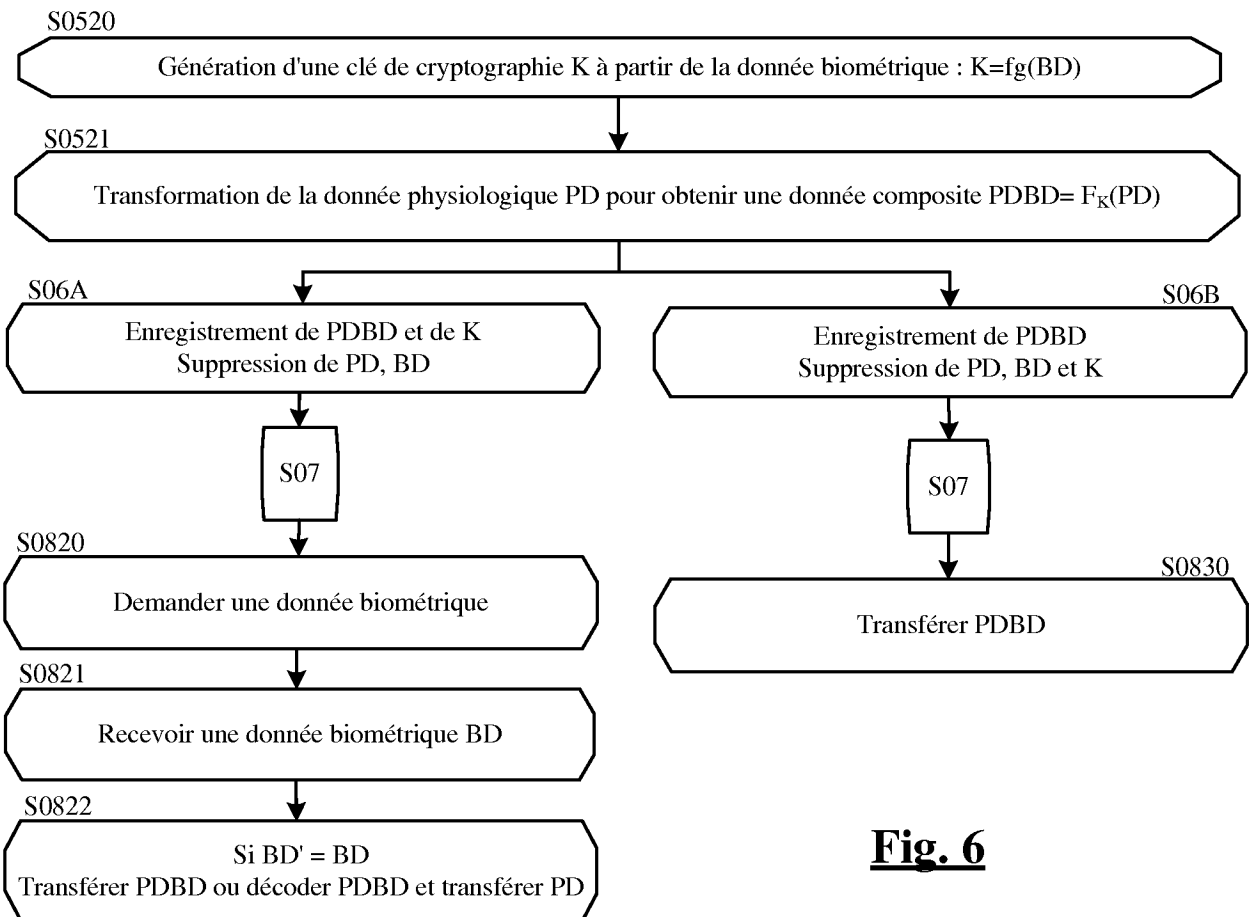 S0520
Génération d'une clé de cryptographie K à partir de la donnée biométrique : K=fg(BD)
S0521
Transformation de la donnée physiologique PD pour obtenir une donnée composite PDBD= FK(PD)
S06A
Enregistrement de PDBD et de K
Suppression de PD, BD
S06B
Enregistrement de PDBD
Suppression de PD, BD et K
S07
S07
S0820
Demander une donnée biométrique
S0830
Transférer PDBD
S0821
Recevoir une donnée biométrique BD
S0822
Si BD' = BD
Transférer PDBD ou décoder PDBD et transférer PD
Fig. 6